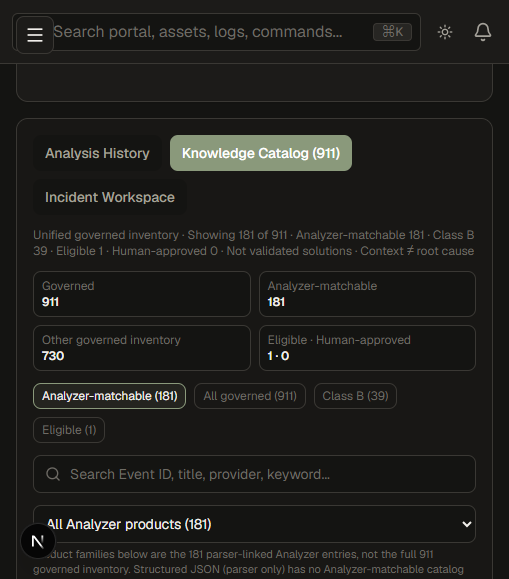 Search portal, assets, logs, commands... ⌘K
Analysis History
Knowledge Catalog (911)
Incident Workspace
Unified governed inventory · Showing 181 of 911 · Analyzer-matchable 181 · Class B
39 · Eligible 1 · Human-approved 0 · Not validated solutions · Context ≠ root cause
Governed
911
Analyzer-matchable
181
Other governed inventory
730
Eligible · Human-approved
1 · 0
Analyzer-matchable (181)
All governed (911)
Class B (39)
Eligible (1)
Search Event ID, title, provider, keyword...
All Analyzer products (181)
N
duct families below are the 181 parser-linked Analyzer entries, not the full 911
governed inventory. Structured JSON (parser only) has no Analyzer-matchable catalog